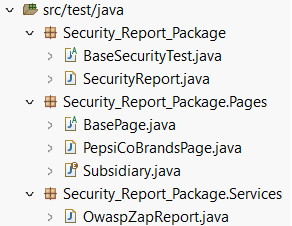 src/test/java
Security_Report_Package
BaseSecurityTest.java
SecurityReport.java
Security_Report_Package.Pages
BasePage.java
PepsiCoBrandsPage.java
Subsidiary.java
Security_Report_Package.Services
OwaspZapReport.java